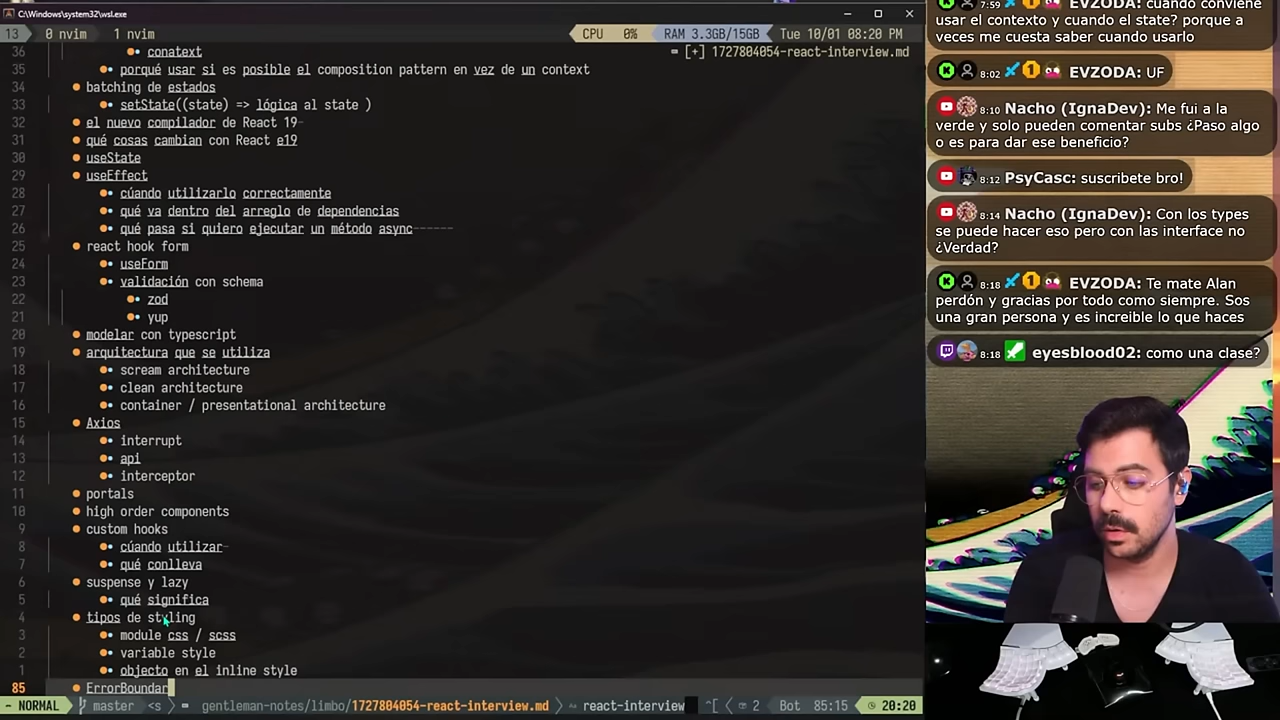 C:\Windows\system32\wsl.exe
13 0 nvim 1 nvim CPU 0% RAM 3.3GB/15GB Tue 10/01 08:20 PM
36 conatext [+] 1727804054-react-interview.md
35 porqué usar si es posible el composition pattern en vez de un context
34 batching de estados
33 setState((state) => lógica al state )
32 el nuevo compilador de React 19
31 qué cosas cambian con React e19
30 useState
29 useEffect
28 cúando utilizarlo correctamente
27 qué va dentro del arreglo de dependencias
26 qué pasa si quiero ejecutar un método async
25 react hook form
24 useForm
23 validación con schema
22 zod
21 yup
20 modelar con typescript
19 arquitectura que se utiliza
18 scream architecture
17 clean architecture
16 container / presentational architecture
15 Axios
14 interrupt
13 api
12 interceptor
11 portals
10 high order components
9 custom hooks
8 cúando utilizar
7 qué conlleva
6 suspense y lazy
5 qué significa
4 tipos de styling
3 module css / scss
2 variable style
1 objecto en el inline style
85 ErrorBoundar
NORMAL master <s gentleman-notes/limbo/1727804054-react-interview.md react-interview ^[ < 2 Bot 85:15 20:20
7:59 EVZODA: cuando conviene
usar el contexto y cuando el state? porque a
veces me cuesta saber cuando usarlo
8:02 EVZODA: UF
8:10 Nacho (IgnaDev): Me fui a la
verde y solo pueden comentar subs ¿Paso algo
o es para dar ese beneficio?
8:12 PsyCasc: suscribete bro!
8:14 Nacho (IgnaDev): Con los types
se puede hacer eso pero con las interface no
¿Verdad?
8:18 EVZODA: Te mate Alan
perdón y gracias por todo como siempre. Sos
una gran persona y es increible lo que haces
8:18 eyesblood02: como una clase?